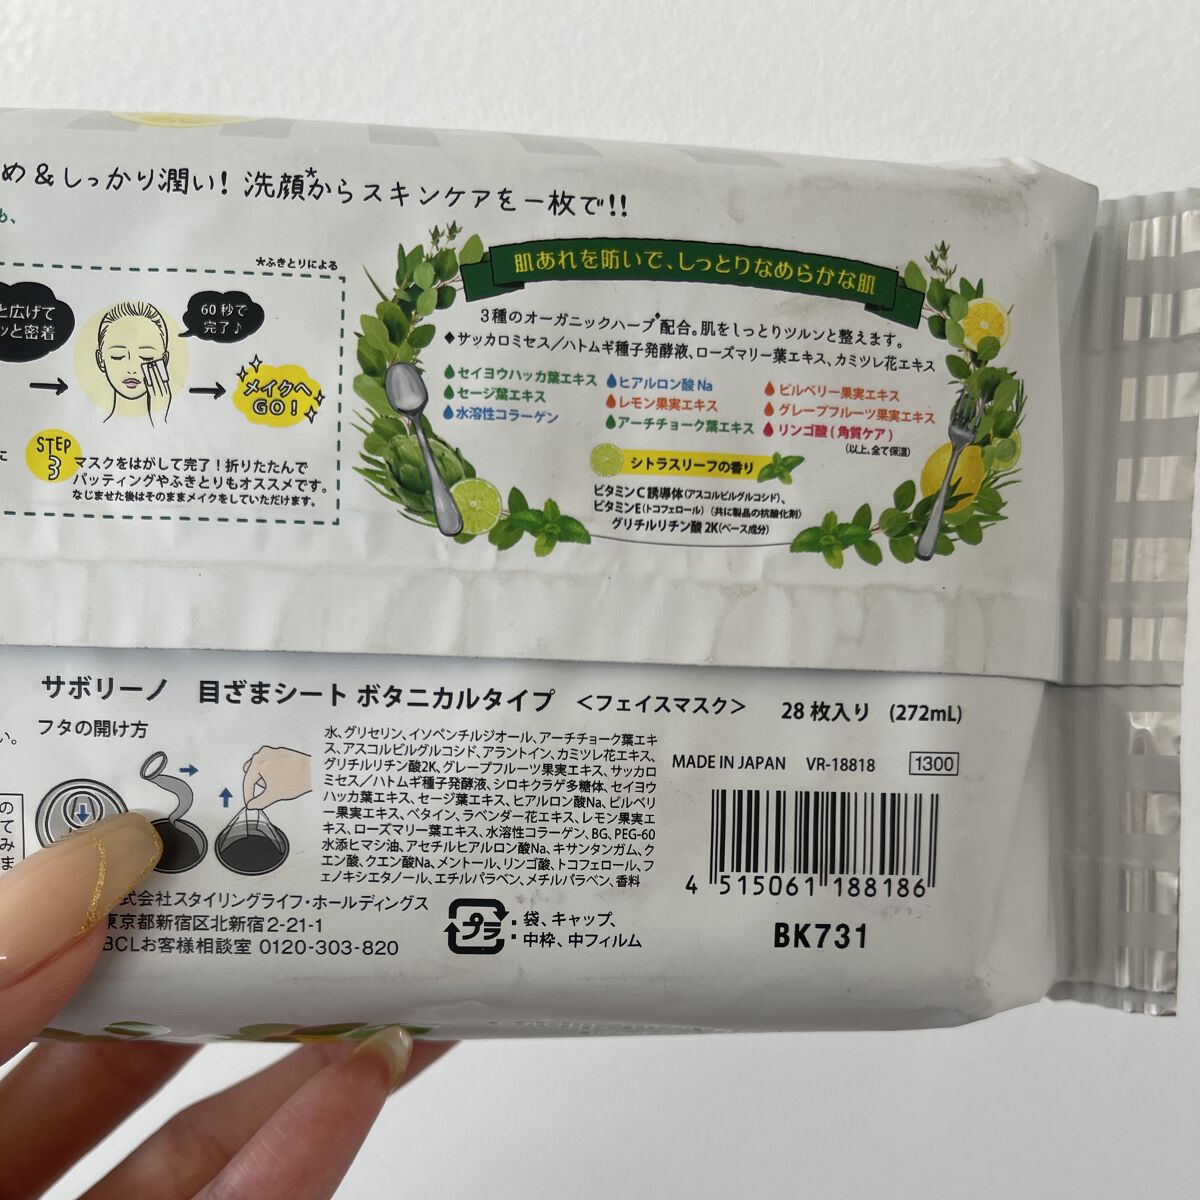 め&しっかり潤い! 洗顔*からスキンケアを一枚で!!
も、
*ふきとりによる
と広げて
ッと密着
60秒で
完了♪
メイクへ
GO!
STEP
3
マスクをはがして完了!折りたたんで
パッティングやふきとりもオススメです。
なじませた後はそのままメイクをしていただけます。
に
肌あれを防いで、しっとりなめらかな肌
3種のオーガニックハーブ◆配合。肌をしっとりツルンと整えます。
◆サッカロミセス/ハトムギ種子発酵液、ローズマリー葉エキス、カミツレ花エキス
セイヨウハッカ葉エキス
セージ葉エキス
水溶性コラーゲン
ヒアルロン酸Na
レモン果実エキス
アーチチョーク葉エキス
ビルベリー果実エキス
グレープフルーツ果実エキス
リンゴ酸(角質ケア)
(以上、全て保湿)
シトラスリーフの香り
ビタミンC誘導体(アスコルビルグルコシド)、
ビタミンE(トコフェロール)(共に製品の抗酸化剤)
グリチルリチン酸2K(ベース成分)
サボリーノ 目ざまシート ボタニカルタイプ <フェイスマスク> 28枚入り (272mL)
フタの開け方
い。
の
て
み
ま
水、グリセリン、イソペンチルジオール、アーチチョーク葉エキ
ス、アスコルビルグルコシド、アラントイン、カミツレ花エキス、
グリチルリチン酸2K、グレープフルーツ果実エキス、サッカロ
ミセス/ハトムギ種子発酵液、シロキクラゲ多糖体、セイヨウ
ハッカ葉エキス、セージ葉エキス、ヒアルロン酸Na、ビルベリ
ー果実エキス、ベタイン、ラベンダー花エキス、レモン果実エ
キス、ローズマリー葉エキス、水溶性コラーゲン、BG、PEG-60
水添ヒマシ油、アセチルヒアルロン酸Na、キサンタンガム、ク
エン酸、クエン酸Na、メントール、リンゴ酸、トコフェロール、フ
ェノキシエタノール、エチルパラベン、メチルパラベン、香料
MADE IN JAPAN VR-18818 1300
4 515061 188186
BK731
式会社スタイリングライフ・ホールディングス
東京都新宿区北新宿2-21-1
BCLお客様相談室 0120-303-820
プラ
:袋、キャップ、
:中枠、中フィルム